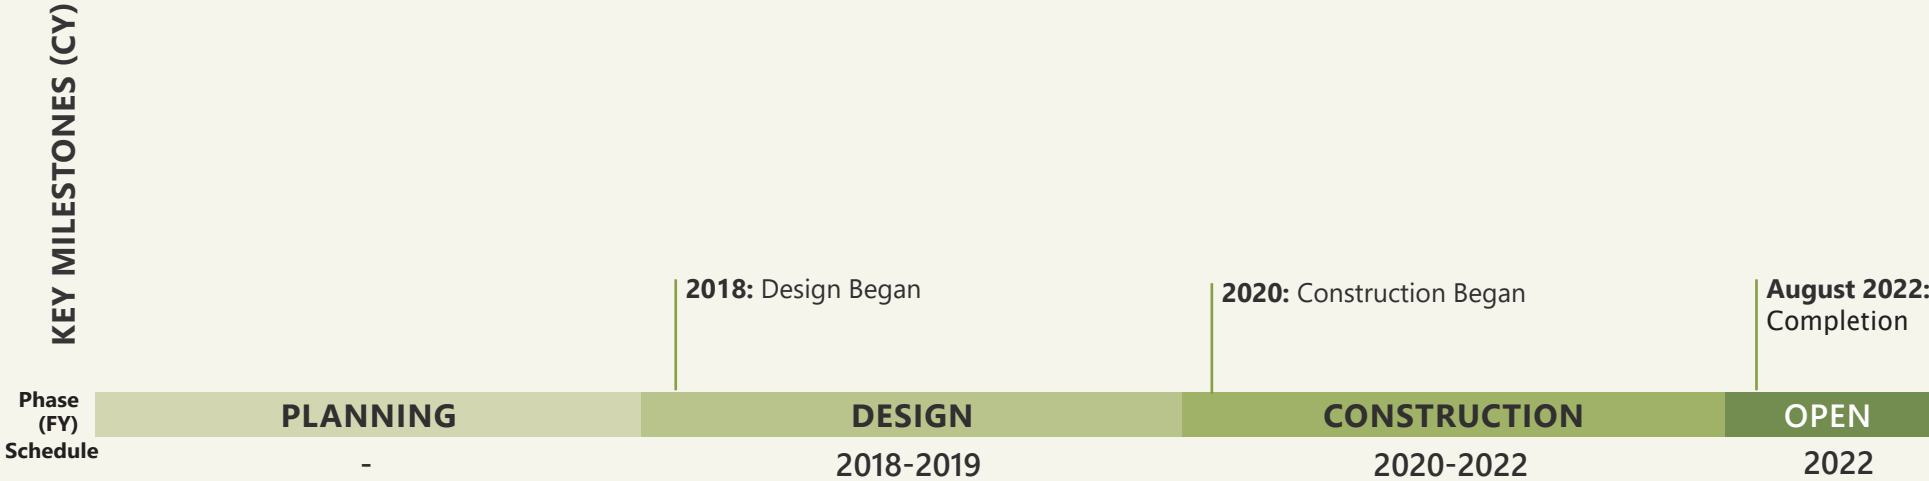 KEY MILESTONES (CY)
2018: Design Began
2020: Construction Began
August 2022:
Completion
Phase
(FY)
PLANNING
DESIGN
CONSTRUCTION
OPEN
Schedule
-
2018-2019
2020-2022
2022